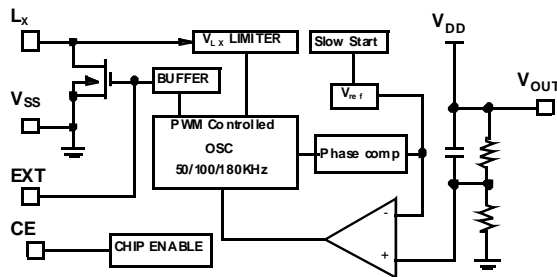 Lx
VLX LIMITER
Slow Start
VDD
BUFFER
Vref
VOUT
VSS
PWM Controlled
OSC
50/100/180KHz
Phase comp
EXT
-
+
CE
CHIP ENABLE